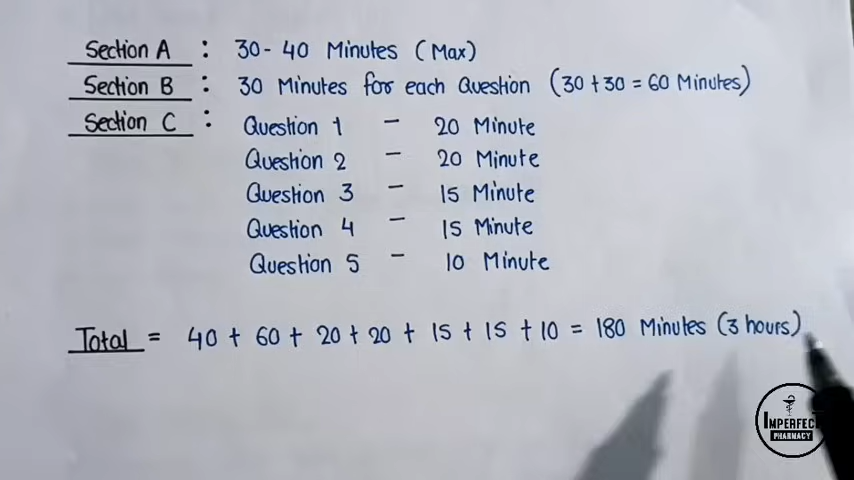 Section A : 30 - 40 Minutes (Max)
Section B : 30 Minutes for each Question (30 + 30 = 60 Minutes)
Section C : Question 1 - 20 Minute
Question 2 - 20 Minute
Question 3 - 15 Minute
Question 4 - 15 Minute
Question 5 - 10 Minute
Total = 40 + 60 + 20 + 20 + 15 + 15 + 10 = 180 Minutes (3 hours)
IMPERFECT
PHARMACY